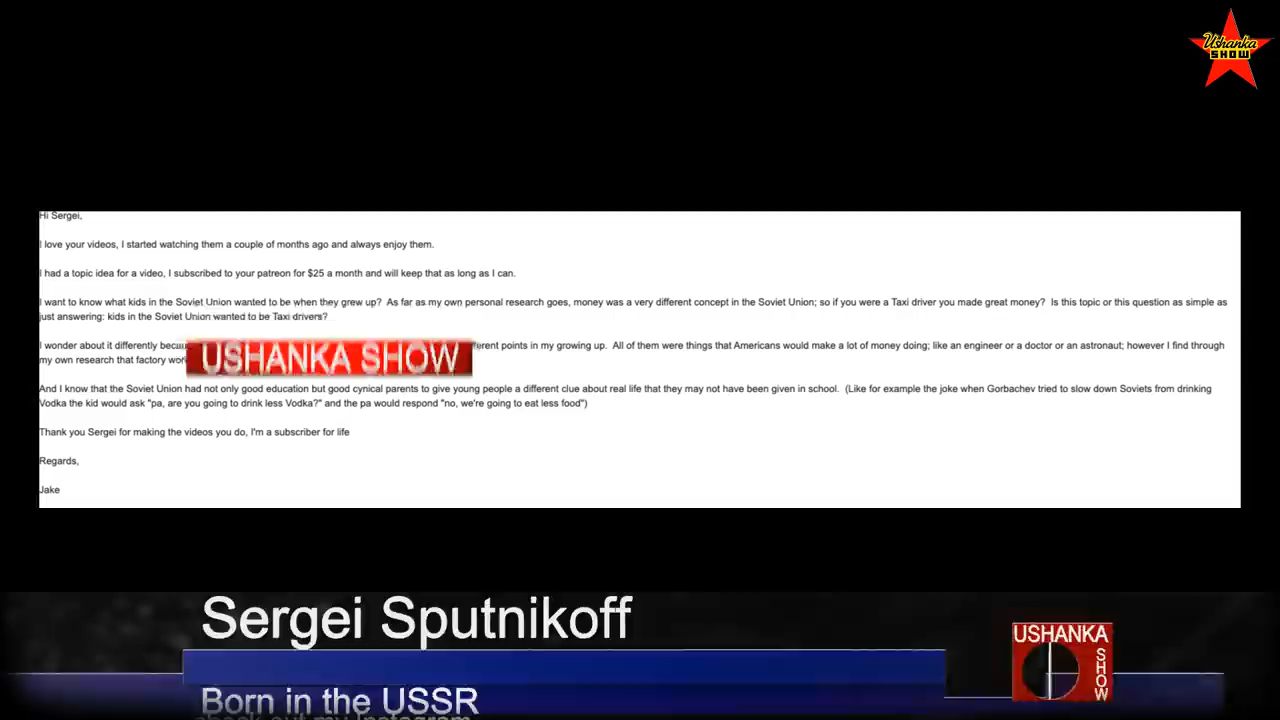 Ushanka
SHOW
Hi Sergei,
I love your videos, I started watching them a couple of months ago and always enjoy them.
I had a topic idea for a video, I subscribed to your patreon for $25 a month and will keep that as long as I can.
I want to know what kids in the Soviet Union wanted to be when they grew up?  As far as my own personal research goes, money was a very different concept in the Soviet Union; so if you were a Taxi driver you made great money?  Is this topic or this question as simple as
just answering: kids in the Soviet Union wanted to be Taxi drivers?
I wonder about it differently points in my growing up.  All of them were things that Americans would make a lot of money doing; like an engineer or a doctor or an astronaut; however I find through
USHANKA SHOW
my own research that factory
And I know that the Soviet Union had not only good education but good cynical parents to give young people a different clue about real life that they may not have been given in school.  (Like for example the joke when Gorbachev tried to slow down Soviets from drinking
Vodka the kid would ask "pa, are you going to drink less Vodka?" and the pa would respond "no, we're going to eat less food")
Thank you Sergei for making the videos you do, I'm a subscriber for life
Regards,
Jake
Sergei Sputnikoff
USHANKA
SHOW
Born in the USSR
check out my Instagram